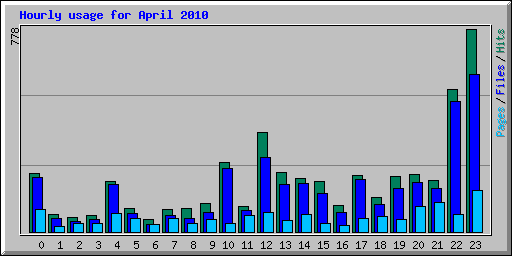 Hourly usage for April 2010
778
Pages / Files / Hits
0 1 2 3 4 5 6 7 8 9 10 11 12 13 14 15 16 17 18 19 20 21 22 23